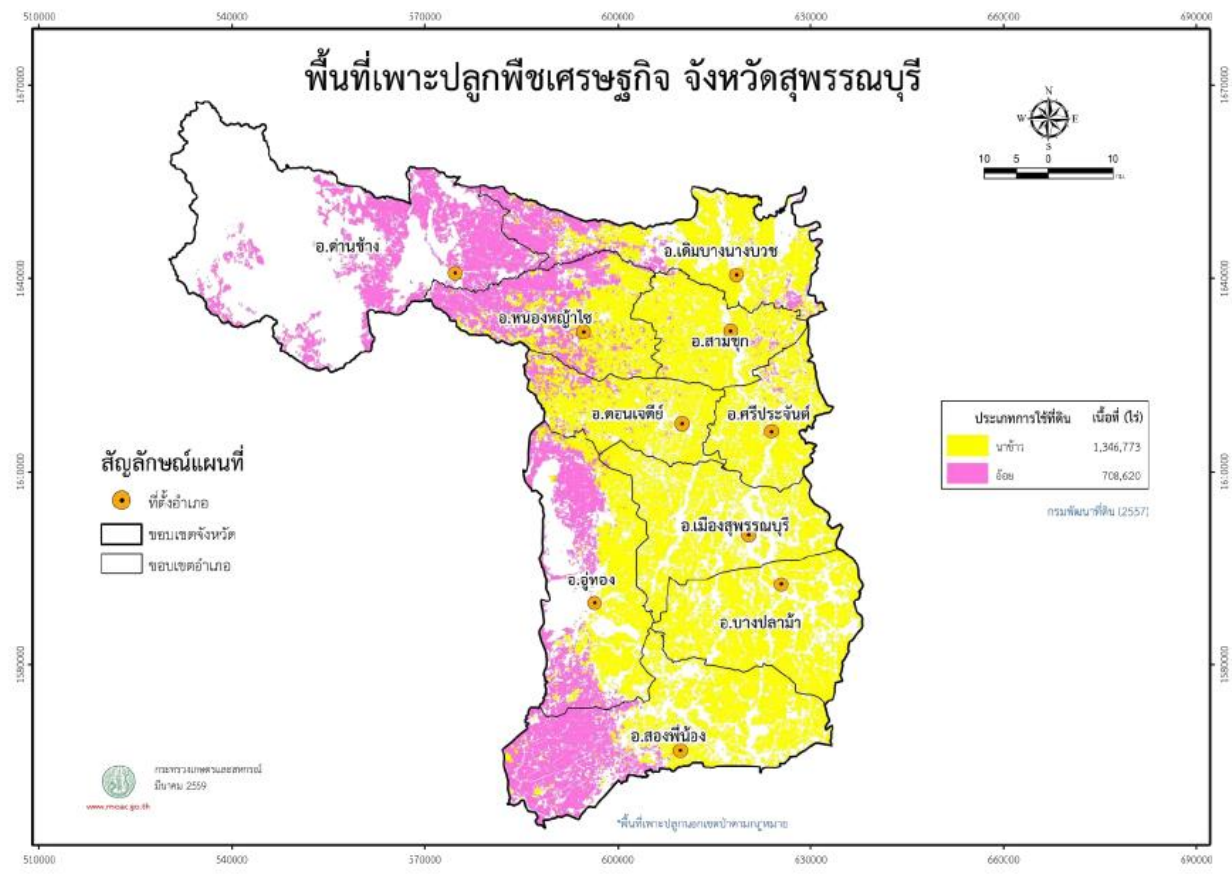 510000 540000 570000 600000 630000 660000 690000
พื้นที่เพาะปลูกพืชเศรษฐกิจ จังหวัดสุพรรณบุรี
1670000 1670000
N
W E
S
10 5 0 10
กม.
อ.ด่านช้าง
อ.เดิมบางนางบวช
1640000 1640000
อ.หนองหญ้าไซ
อ.สามชุก
อ.ดอนเจดีย์
อ.ศรีประจันต์
ประเภทการใช้ที่ดิน เนื้อที่ (ไร่)
นาข้าว 1,346,773
อ้อย 708,620
กรมพัฒนาที่ดิน (2557)
1610000 1610000
สัญลักษณ์แผนที่
ที่ตั้งอำเภอ
ขอบเขตจังหวัด
ขอบเขตอำเภอ
อ.เมืองสุพรรณบุรี
อ.อู่ทอง
อ.บางปลาม้า
1580000 1580000
อ.สองพี่น้อง
กระทรวงเกษตรและสหกรณ์
มีนาคม 2559
www.moac.go.th
*พื้นที่เพาะปลูกนอกเขตป่าตามกฎหมาย
510000 540000 570000 600000 630000 660000 690000